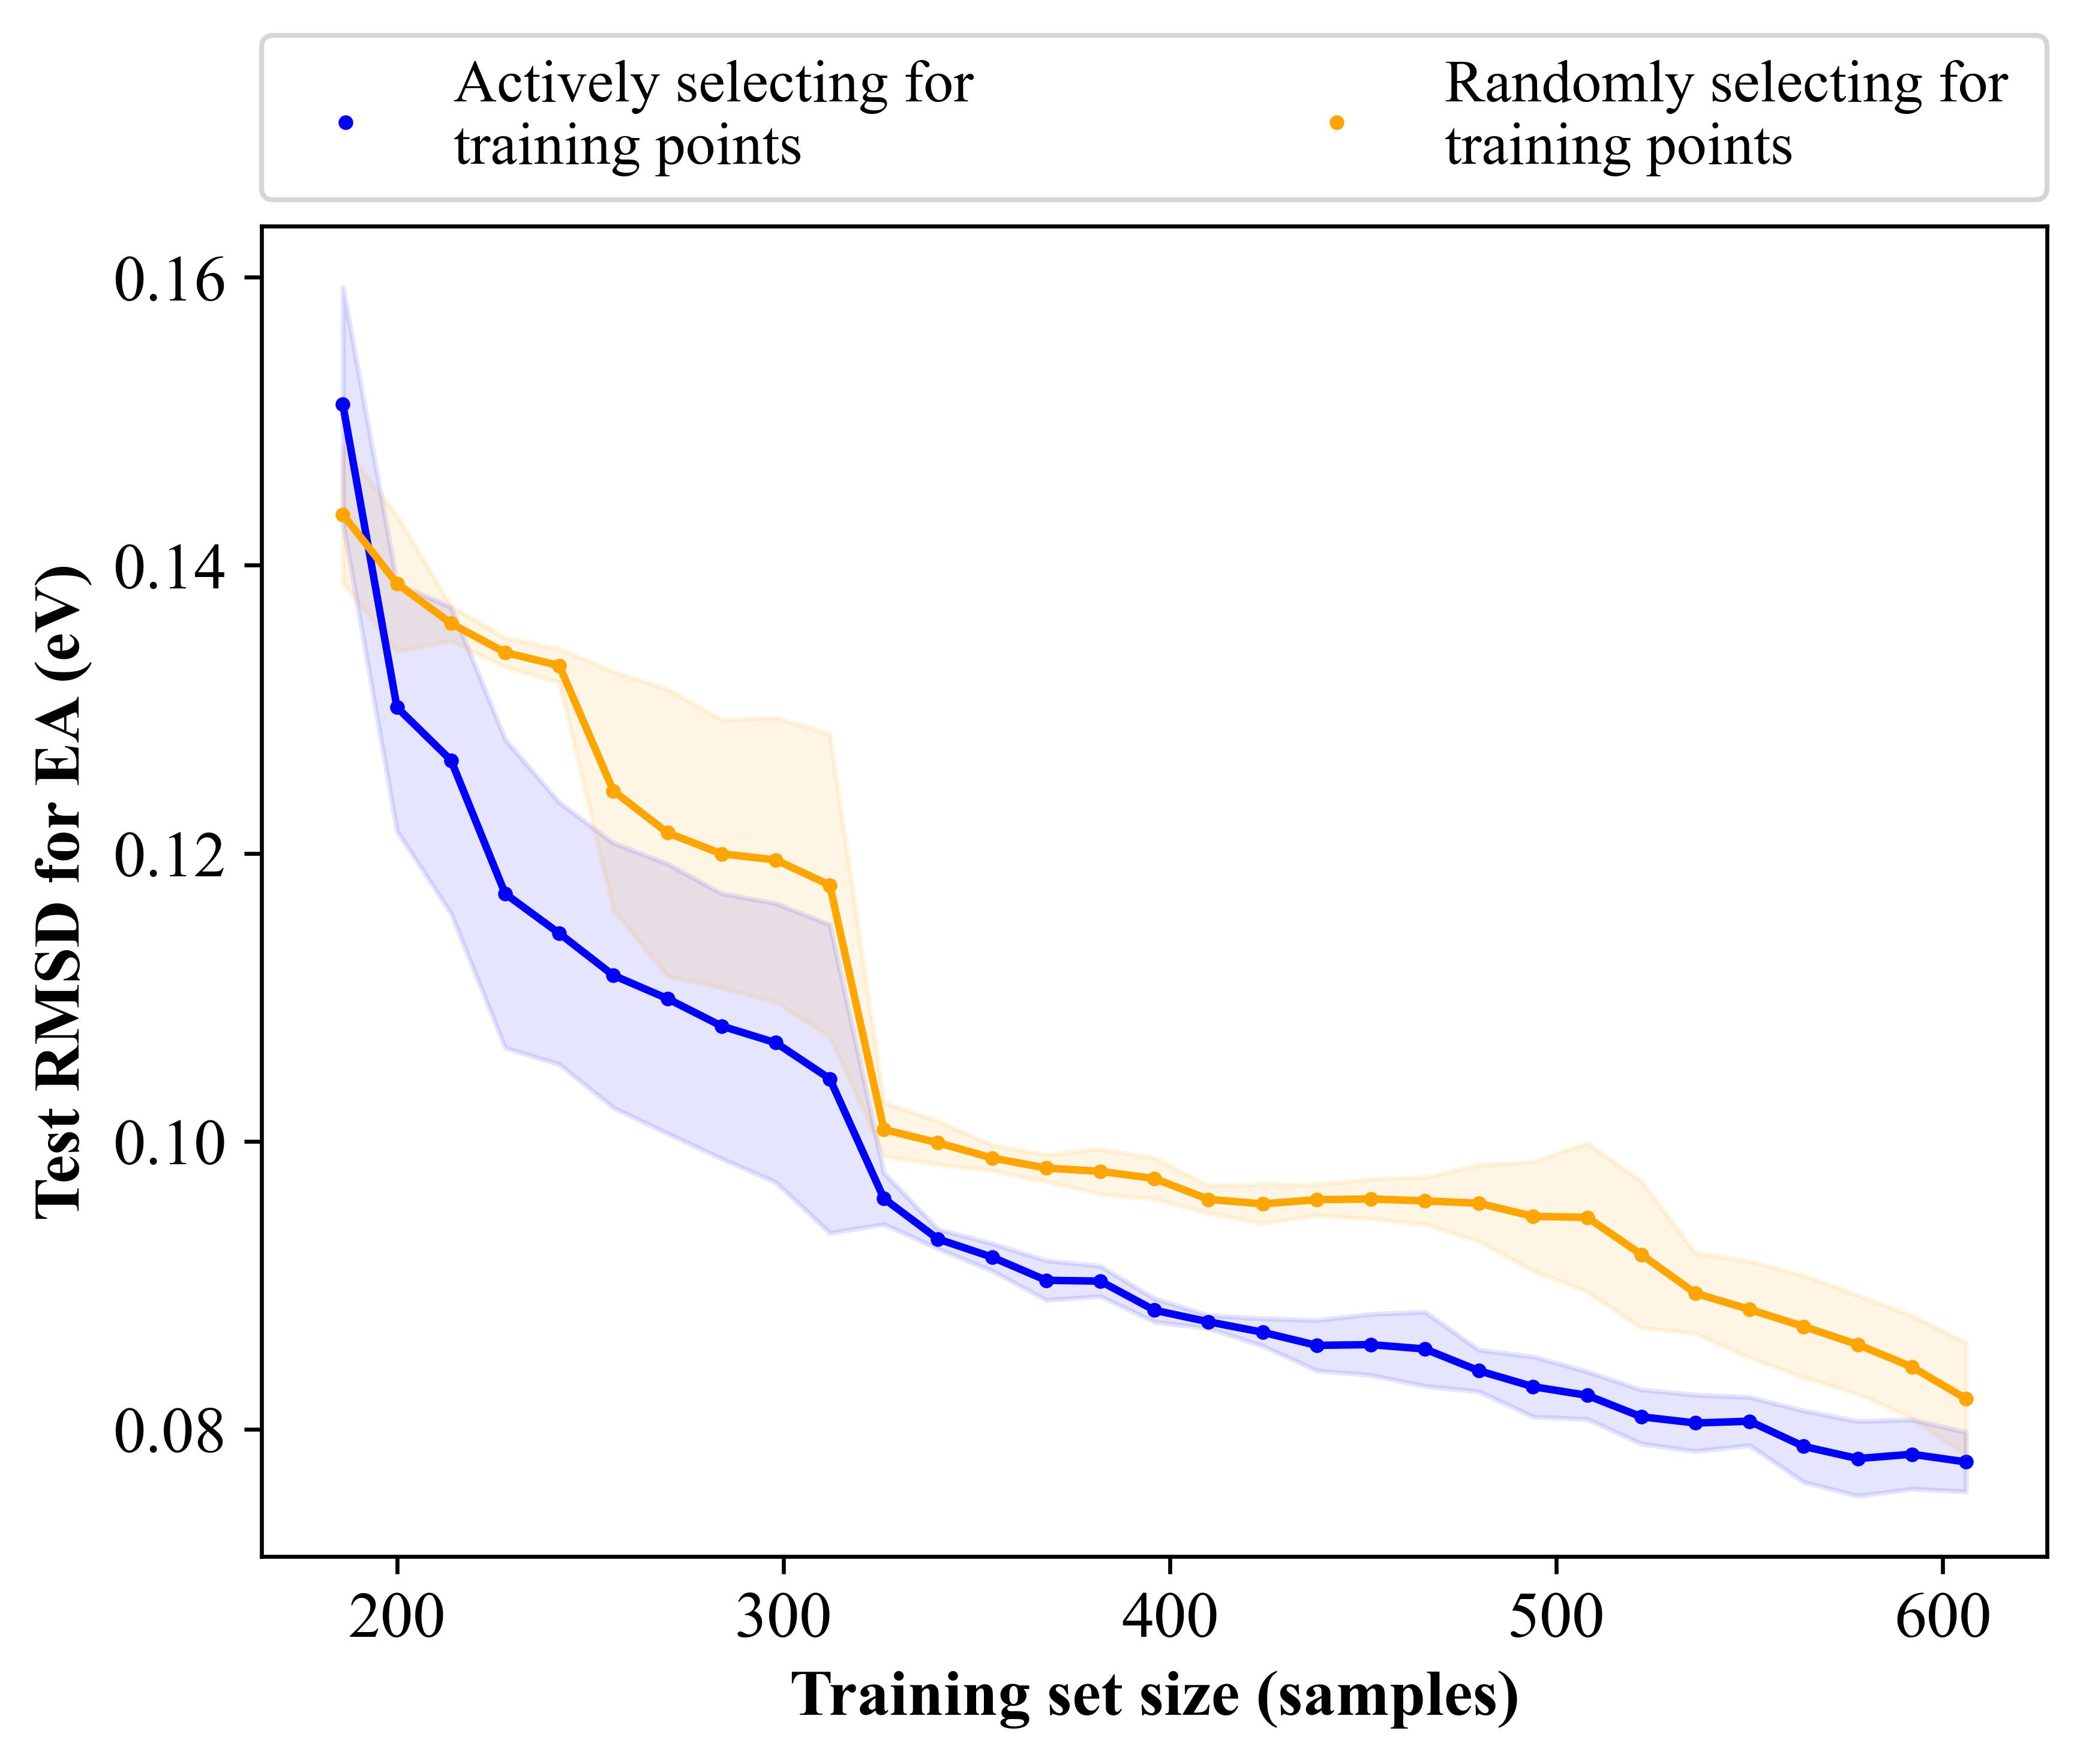 Actively selecting for
training points
Randomly selecting for
training points
Test RMSD for EA (eV)
0.16
0.14
0.12
0.10
0.08
200
300
400
500
600
Training set size (samples)